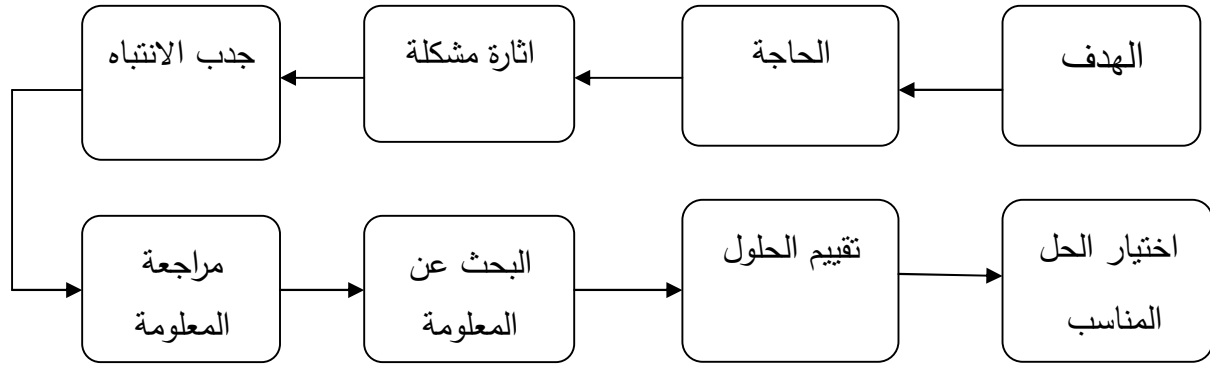 الهدف
الحاجة
اثارة مشكلة
جدب الانتباه
مراجعة
المعلومة
البحث عن
المعلومة
تقييم الحلول
اختيار الحل
المناسب